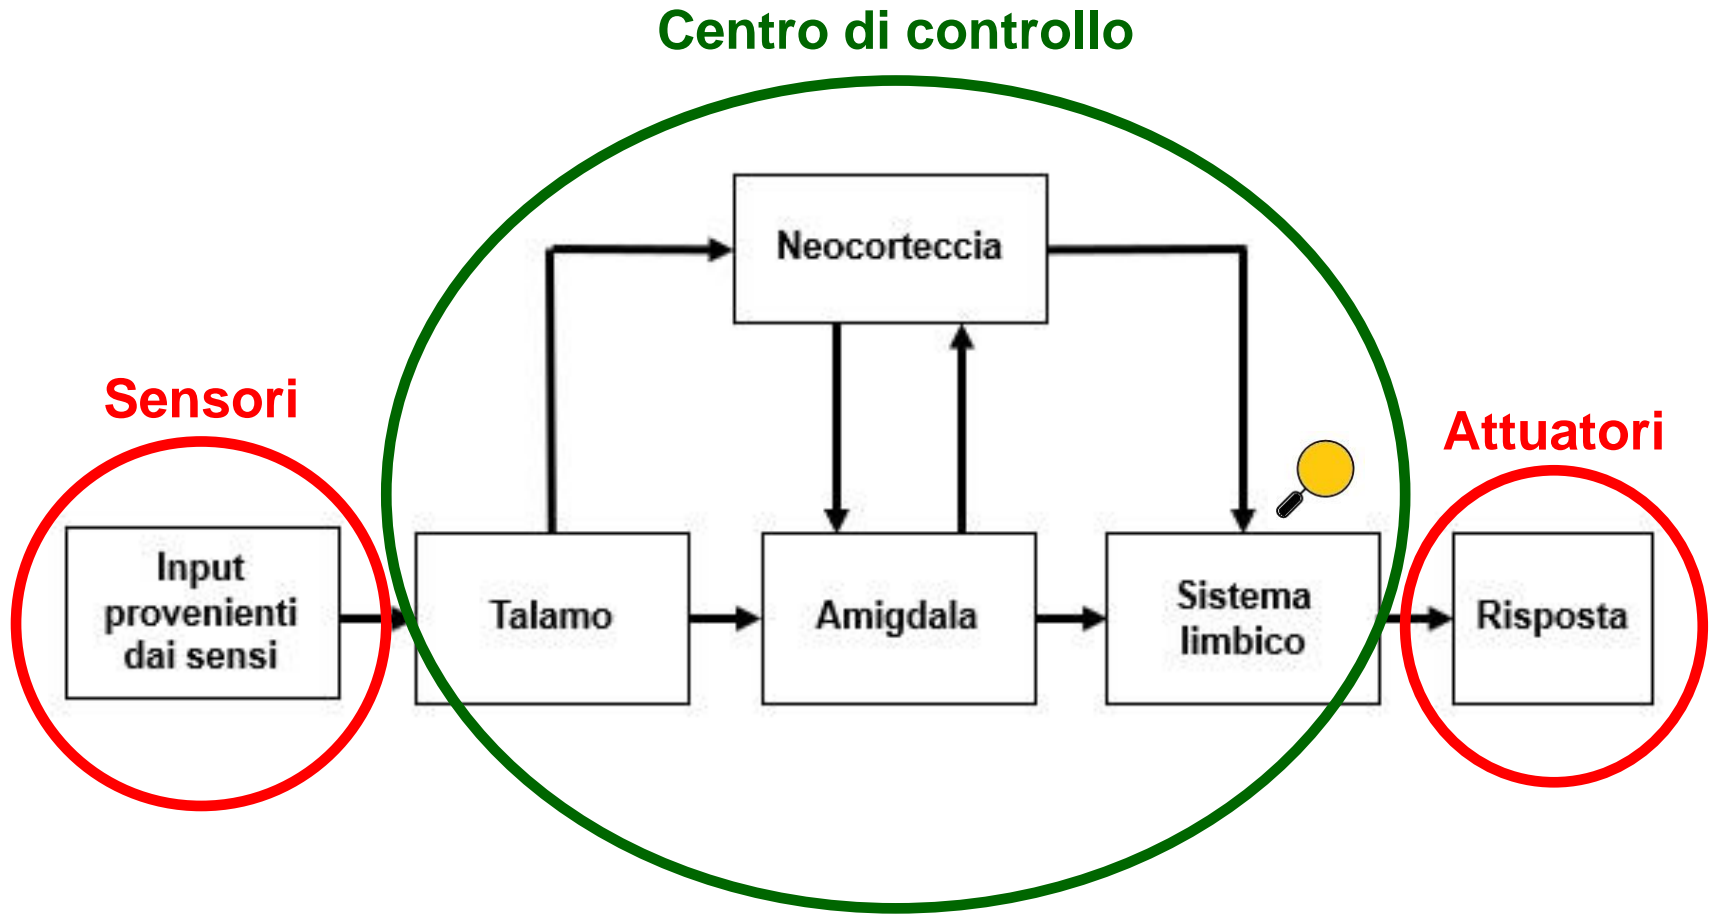 Centro di controllo
Neocorteccia
Sensori
Attuatori
Input
provenienti
dai sensi
Talamo
Amigdala
Sistema
limbico
Risposta